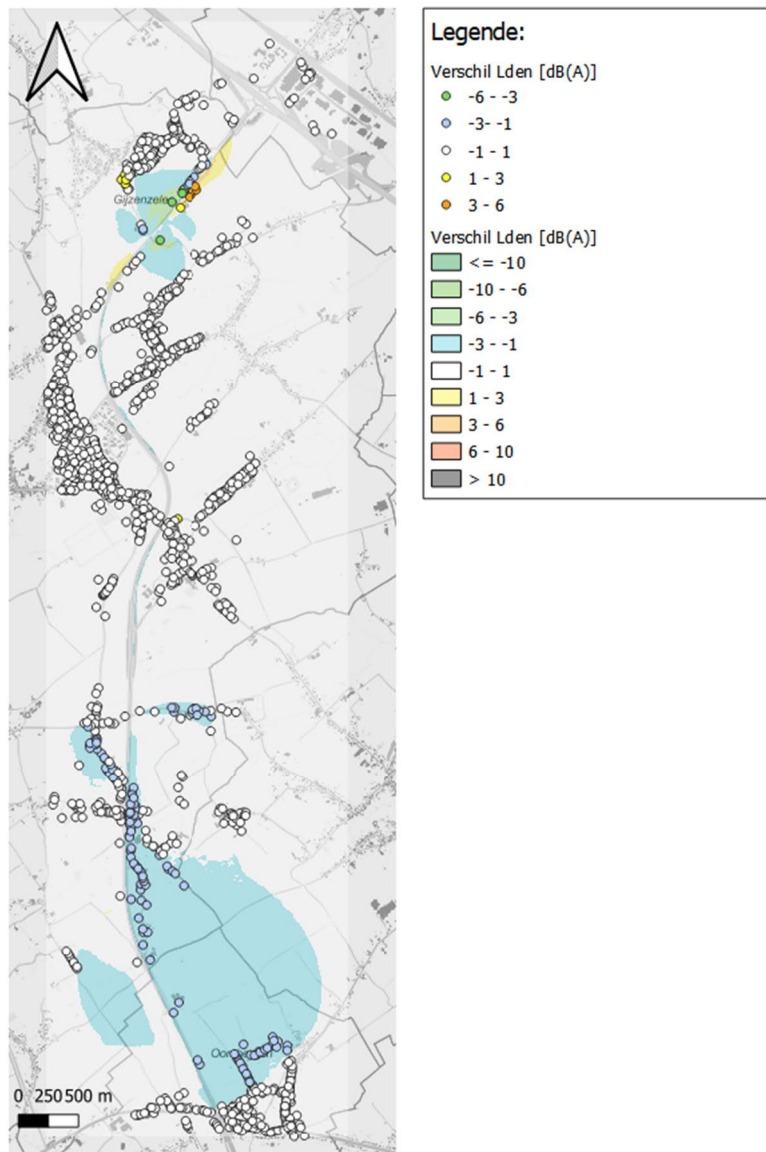 Legende:
Verschil Lden [dB(A)]
-6 - -3
-3- -1
-1 - 1
1 - 3
3 - 6
Verschil Lden [dB(A)]
<= -10
-10 - -6
-6 - -3
-3 - -1
-1 - 1
1 - 3
3 - 6
6 - 10
> 10
Gijzenzele
0 250 500 m